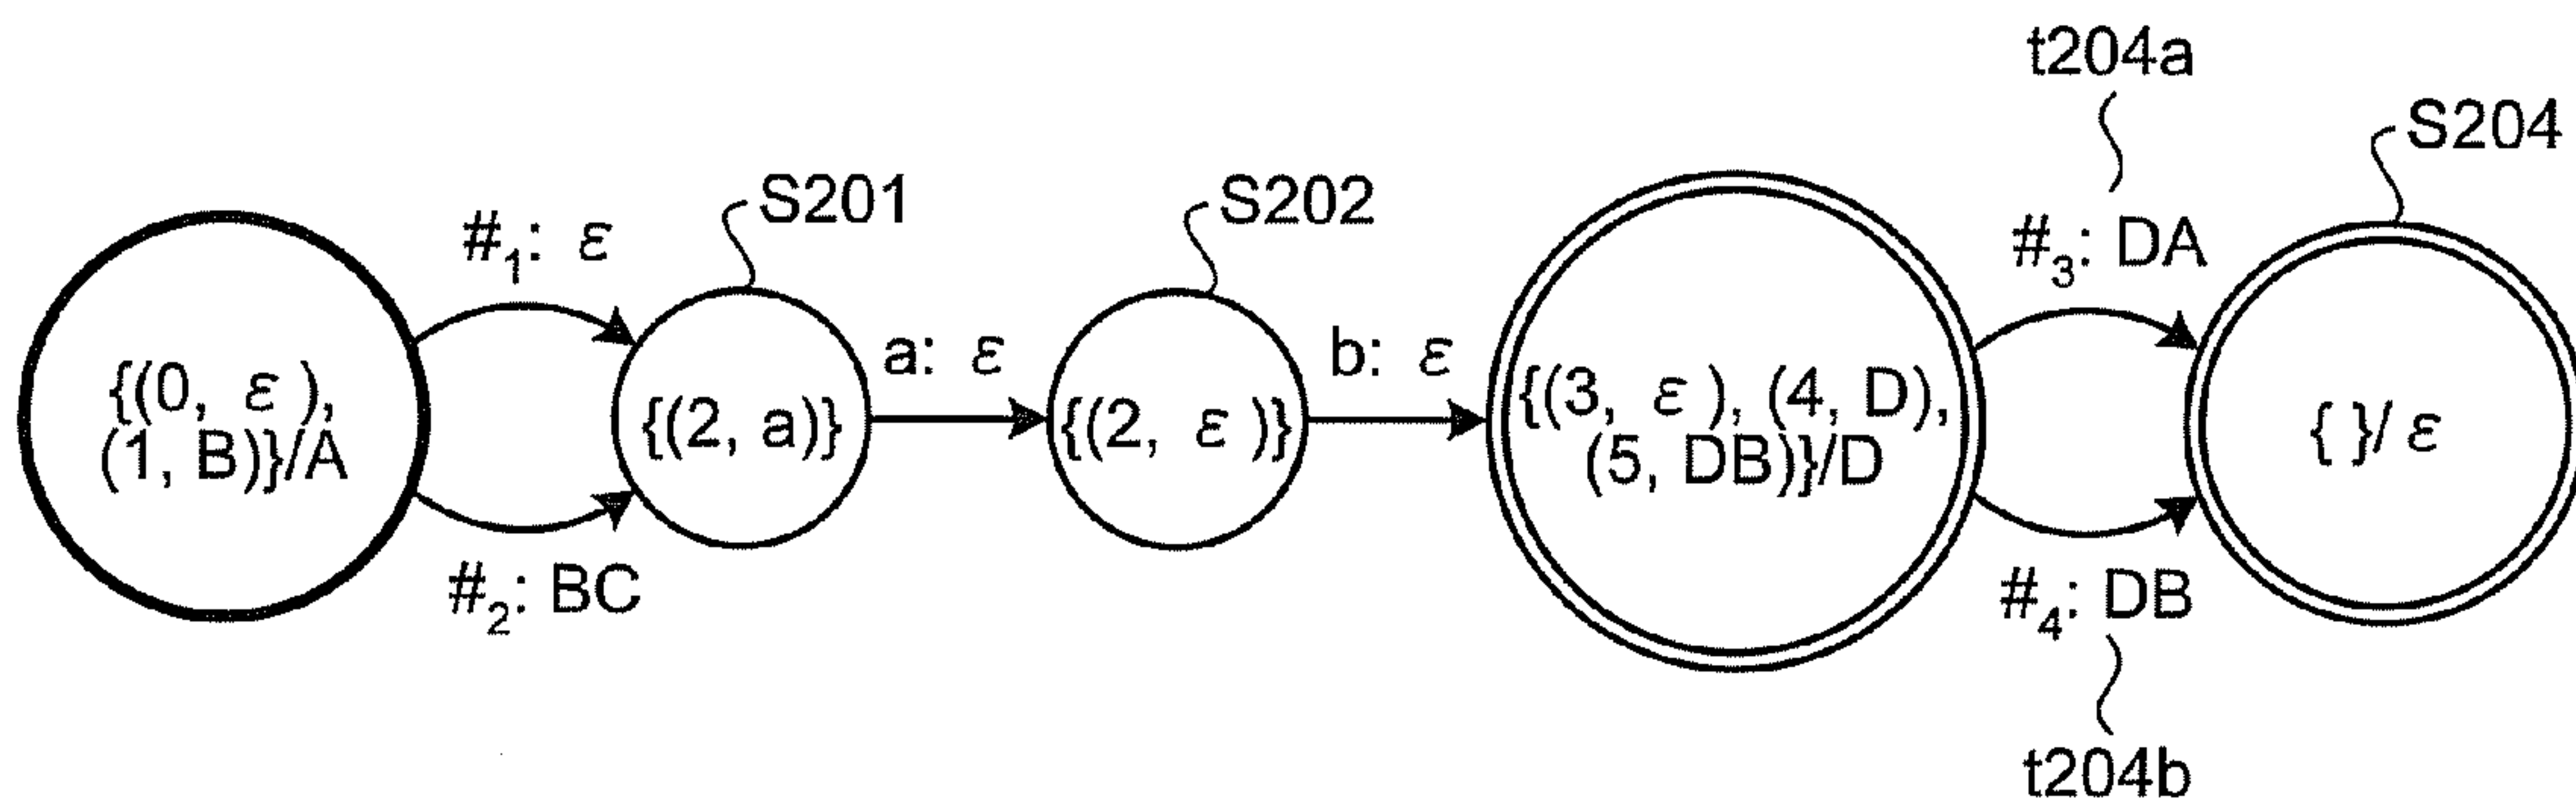 t204a
S204
S201
S202
#1: ε
#3: DA
a: ε
b: ε
{(0, ε),
(1, B)}/A
{(2, a)}
{(2, ε)}
{(3, ε), (4, D),
(5, DB)}/D
{ }/ ε
#2: BC
#4: DB
t204b